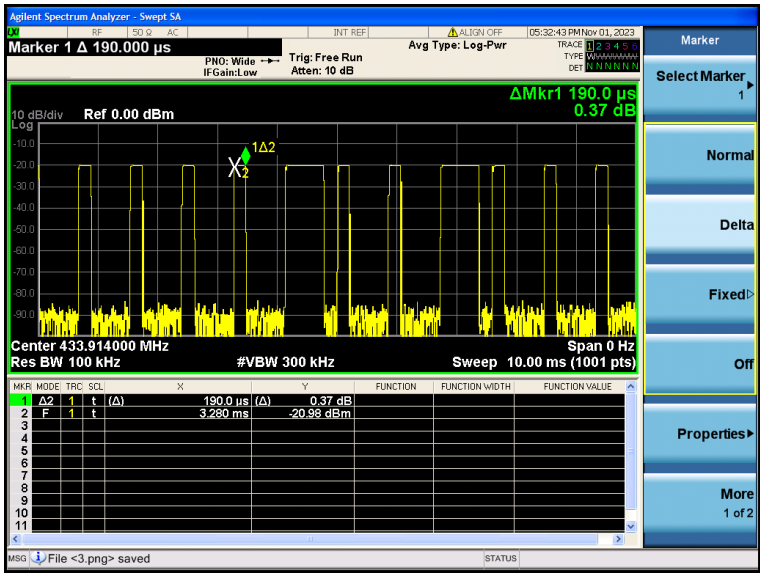 Agilent Spectrum Analyzer - Swept SA
LXI RF 50 Ω AC INT REF ALIGN OFF 05:32:43 PM Nov 01, 2023
Marker 1 Δ 190.000 µs
PNO: Wide
IFGain:Low
Trig: Free Run
Atten: 10 dB
Avg Type: Log-Pwr
TRACE 1 2 3 4 5 6
TYPE W
DET N N N N N N
ΔMkr1 190.0 µs
0.37 dB
10 dB/div Ref 0.00 dBm
Log
-10.0
-20.0
-30.0
-40.0
-50.0
-60.0
-70.0
-80.0
-90.0
1Δ2
X2
Center 433.914000 MHz Span 0 Hz
Res BW 100 kHz #VBW 300 kHz Sweep 10.00 ms (1001 pts)
MKR MODE TRC SCL X Y FUNCTION FUNCTION WIDTH FUNCTION VALUE
1 Δ2 1 t (Δ) 190.0 µs (Δ) 0.37 dB
2 F 1 t 3.280 ms -20.98 dBm
3
4
5
6
7
8
9
10
11
MSG File <3.png> saved STATUS
Marker
Select Marker
1
Normal
Delta
Fixed
Off
Properties
More
1 of 2